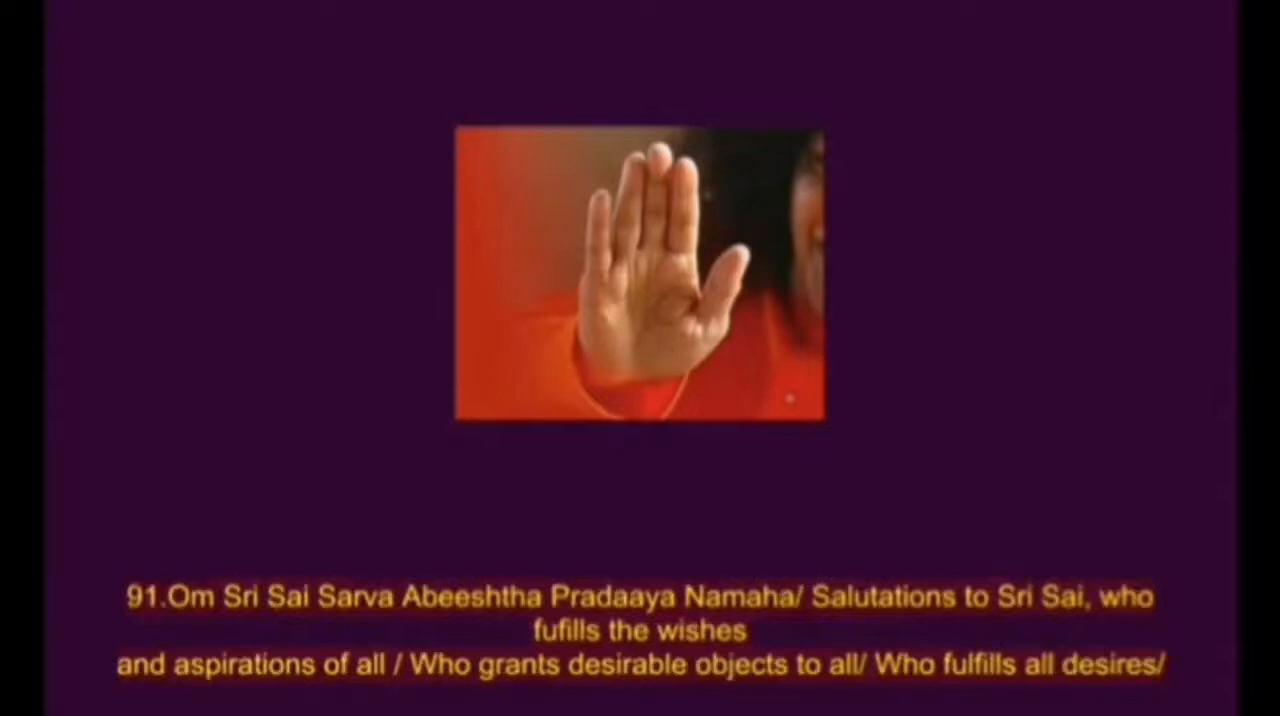 91.Om Sri Sai Sarva Abeeshtha Pradaaya Namaha/ Salutations to Sri Sai, who
fufills the wishes
and aspirations of all / Who grants desirable objects to all/ Who fulfills all desires/